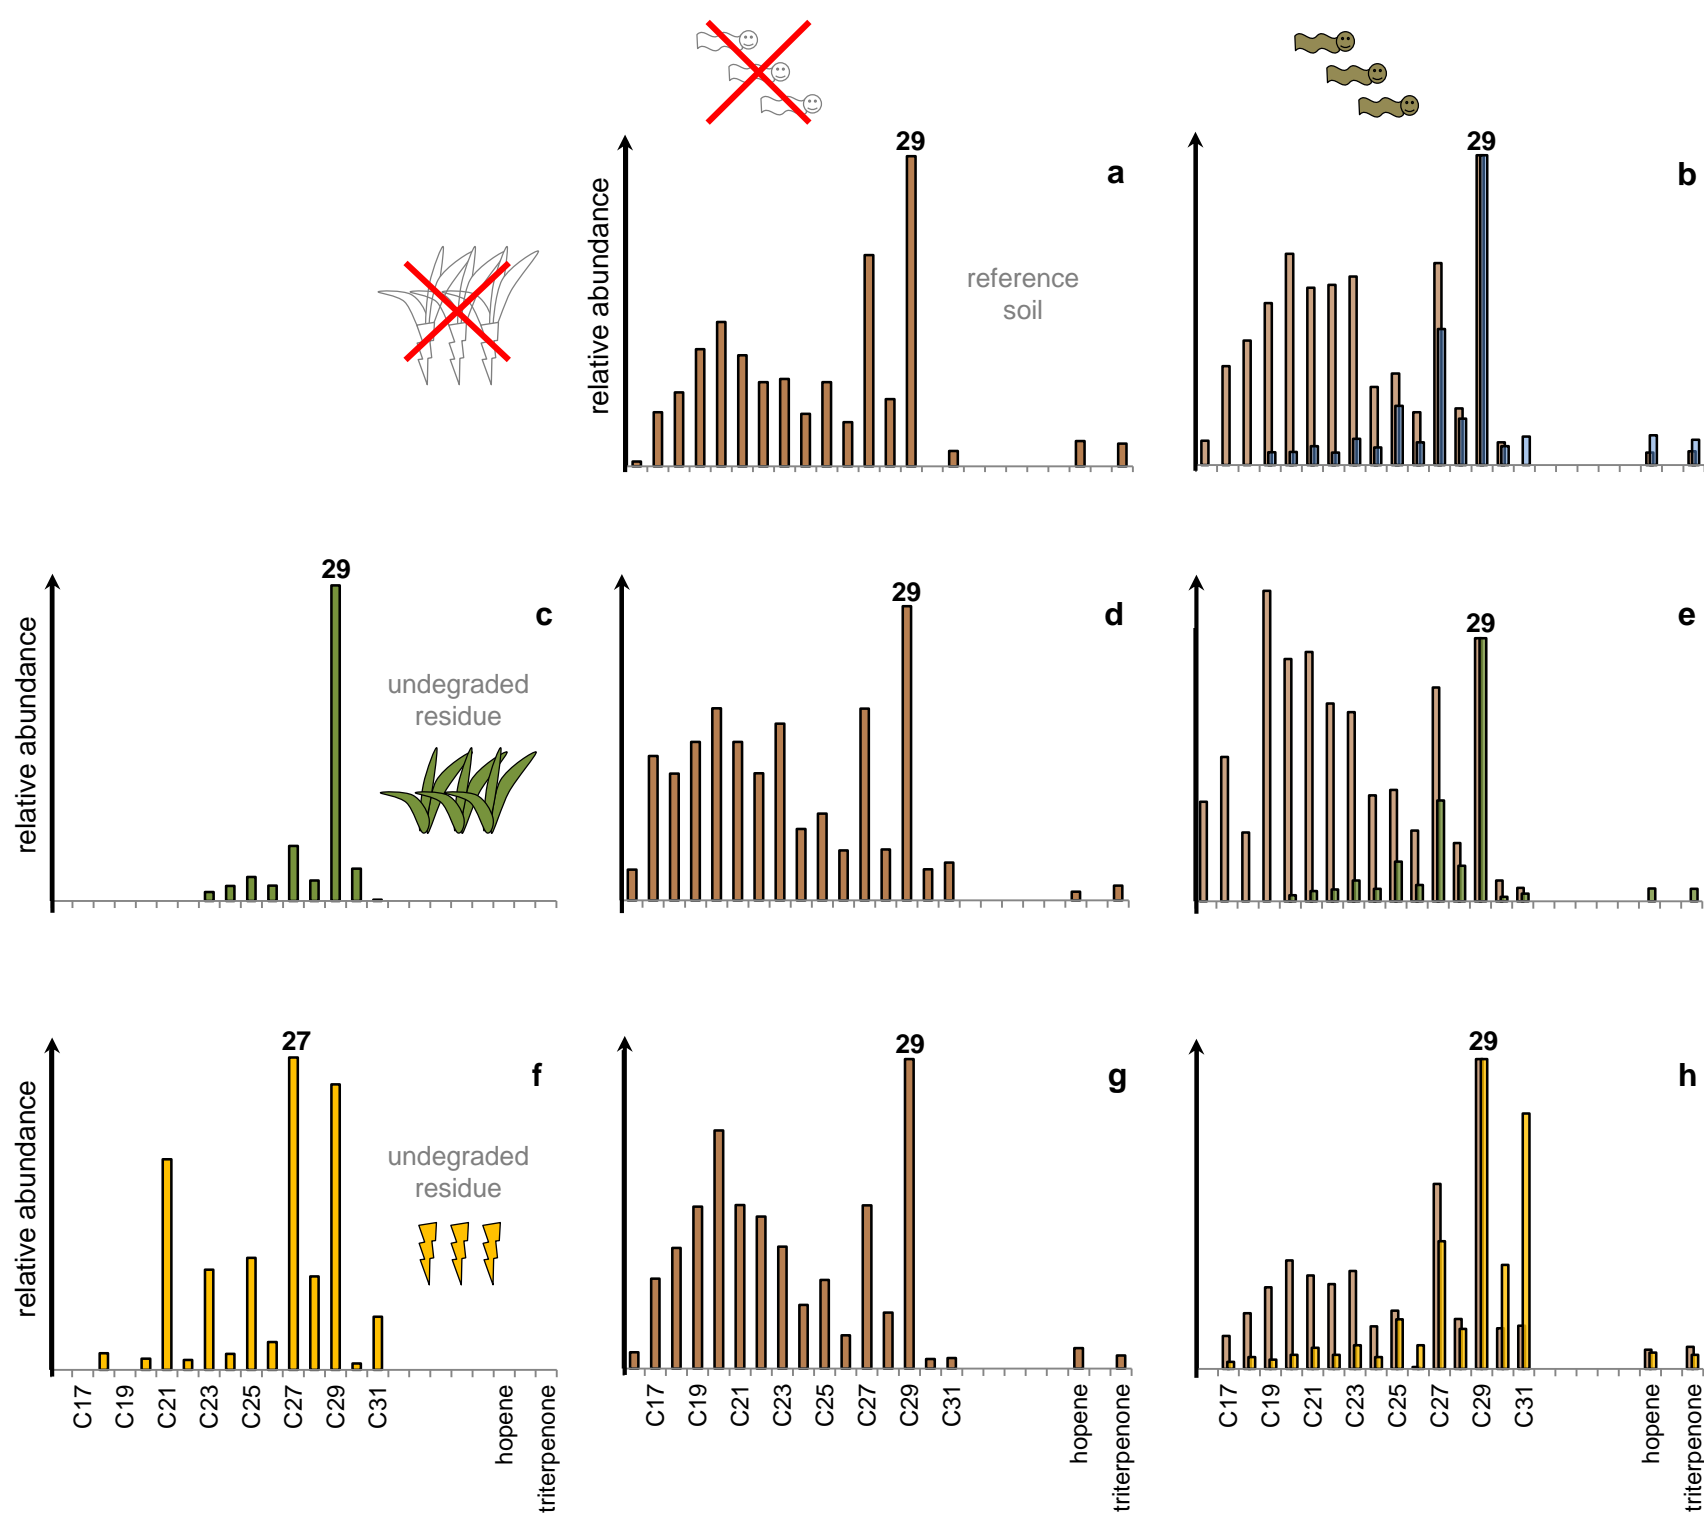 29
29
a
b
relative abundance
reference
soil
29
29
29
c
d
e
relative abundance
undegraded
residue
27
29
29
f
g
h
relative abundance
undegraded
residue
C17
C19
C21
C23
C25
C27
C29
C31
hopene
triterpenone
C17
C19
C21
C23
C25
C27
C29
C31
hopene
triterpenone
C17
C19
C21
C23
C25
C27
C29
C31
hopene
triterpenone